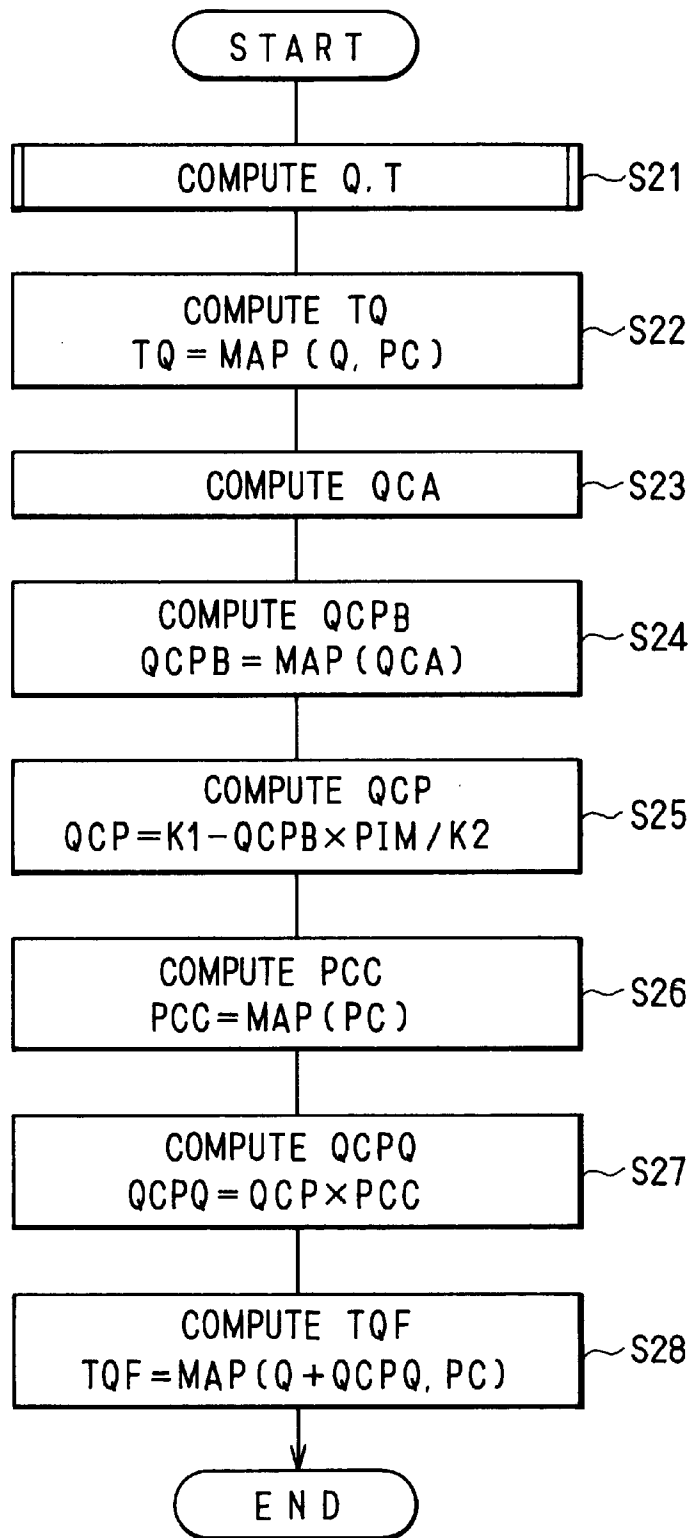 START
COMPUTE Q.T
S21
COMPUTE TQ
TQ=MAP(Q, PC)
S22
COMPUTE QCA
S23
COMPUTE QCPB
QCPB=MAP(QCA)
S24
COMPUTE QCP
QCP=K1-QCPB×PIM/K2
S25
COMPUTE PCC
PCC=MAP(PC)
S26
COMPUTE QCPQ
QCPQ=QCP×PCC
S27
COMPUTE TQF
TQF=MAP(Q+QCPQ, PC)
S28
END